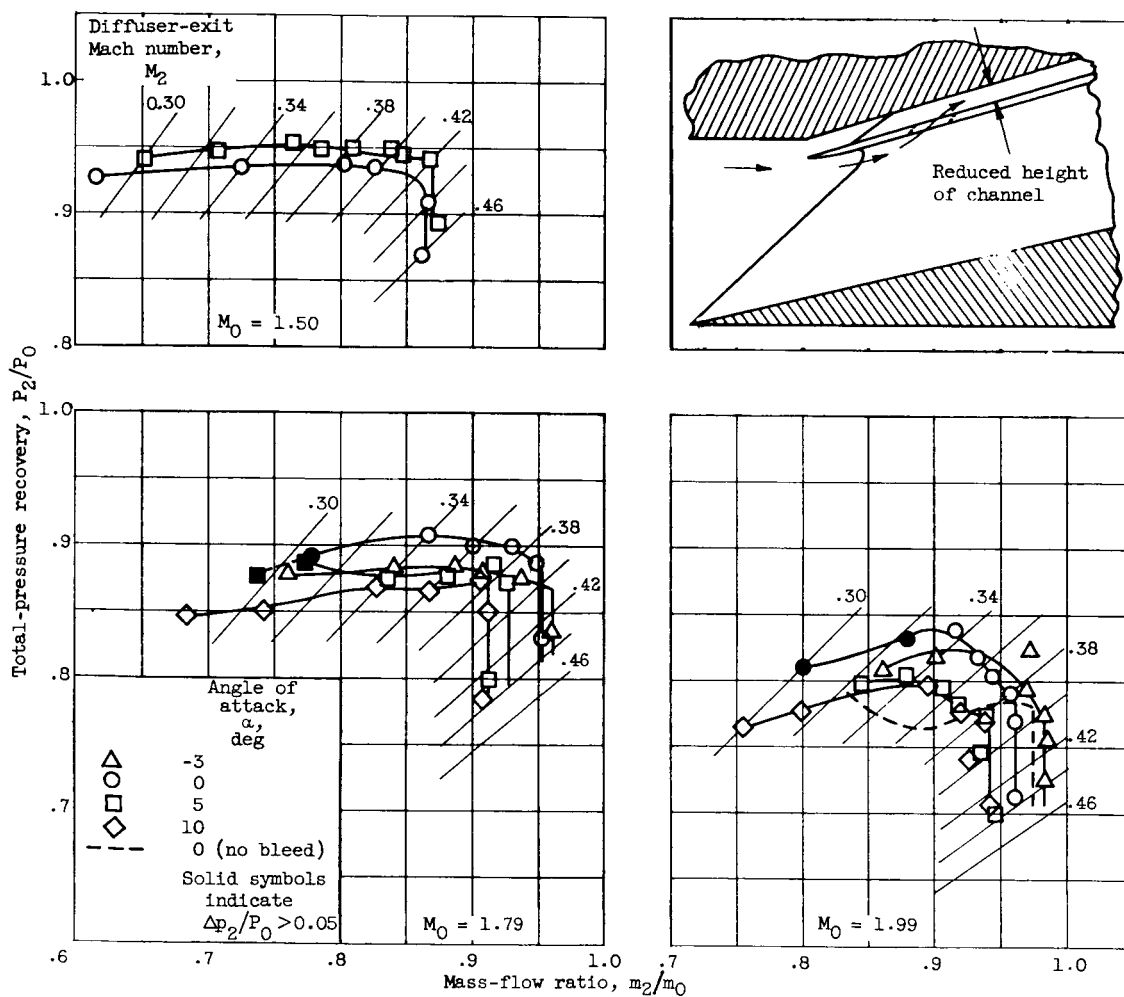 Diffuser-exit
Mach number,
M2
1.0
0.30
.34
.38
.42
.9
.46
M0 = 1.50
.8
Reduced height
of channel
Total-pressure recovery, P2/P0
1.0
.30
.34
.38
.9
.42
.8
.46
Angle of
attack,
α,
deg
-3
0
5
10
0 (no bleed)
.7
Solid symbols
indicate
Δp2/P0 >0.05
M0 = 1.79
.6
.6
.7
.8
.9
1.0
.30
.34
.38
.42
.46
M0 = 1.99
.8
.9
1.0
Mass-flow ratio, m2/m0